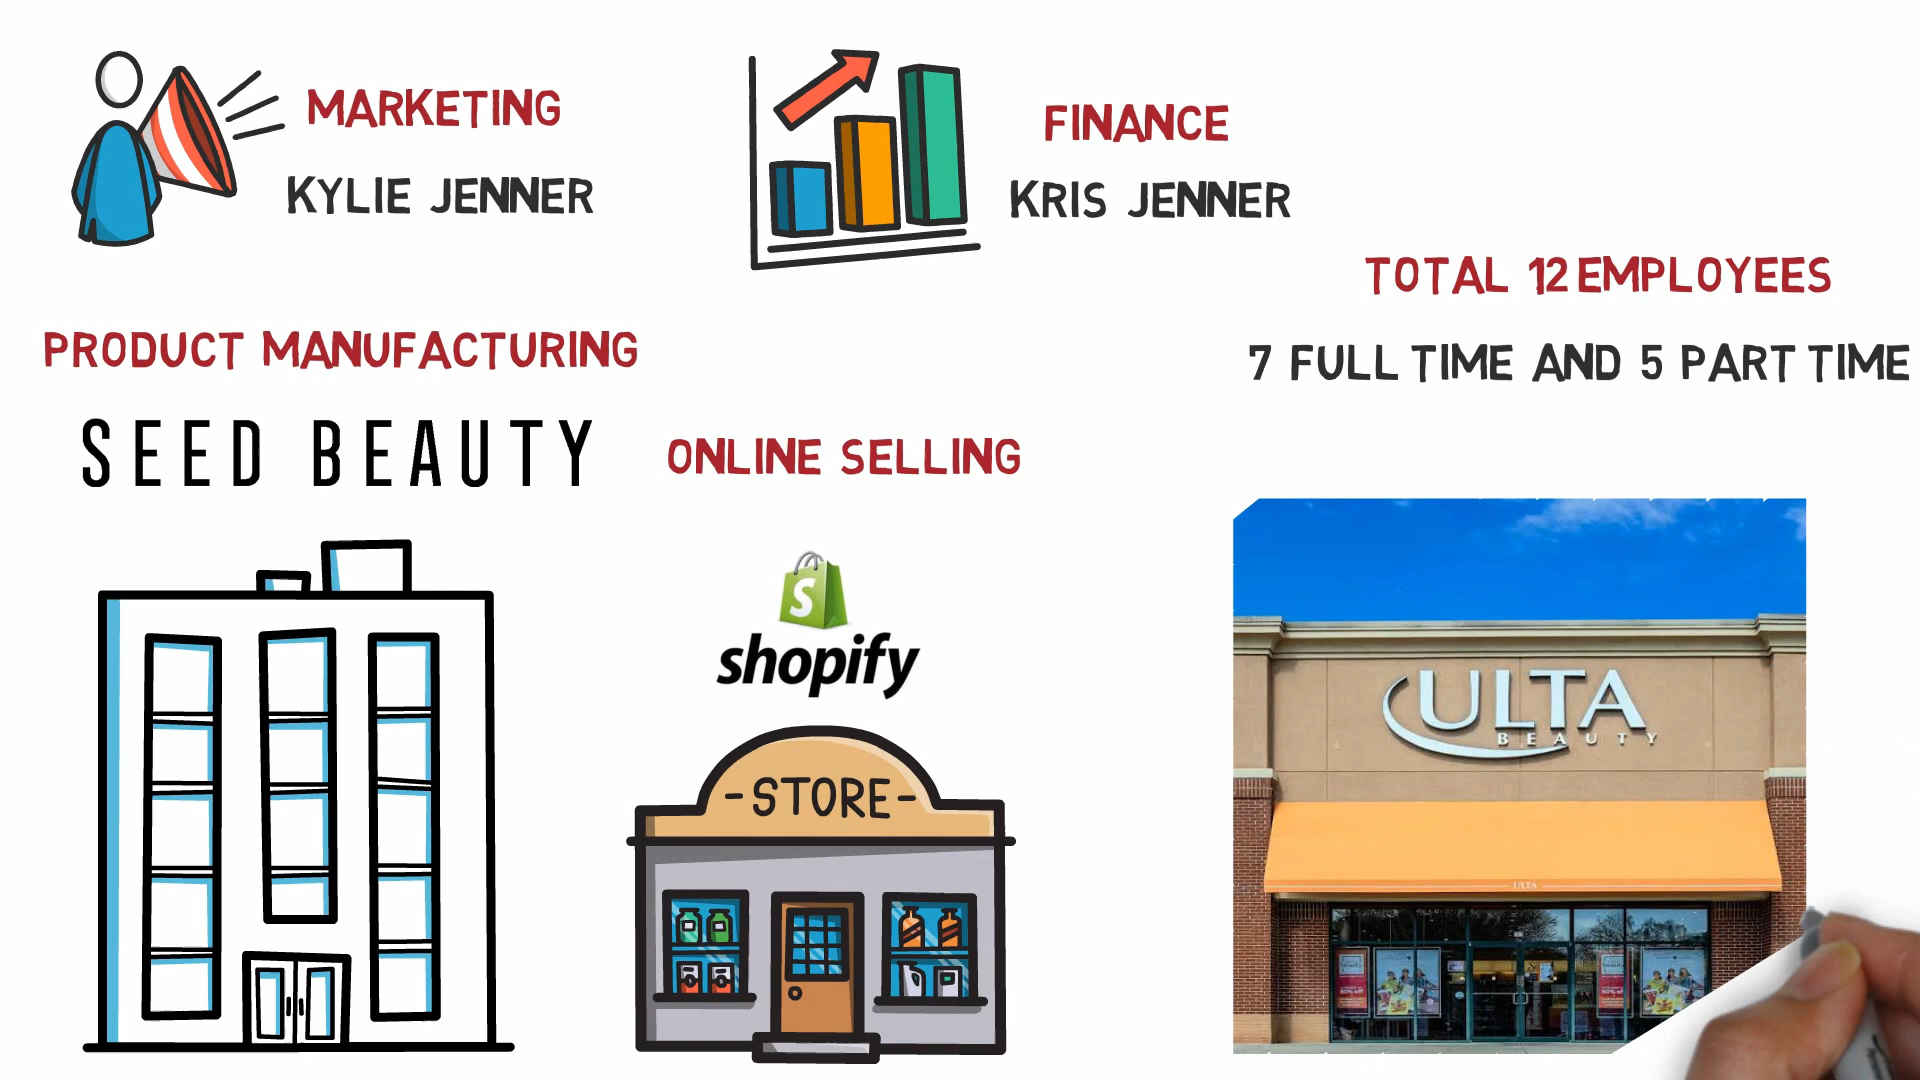 MARKETING
KYLIE JENNER
FINANCE
KRIS JENNER
TOTAL 12 EMPLOYEES
7 FULL TIME AND 5 PART TIME
PRODUCT MANUFACTURING
SEED BEAUTY
ONLINE SELLING
S
shopify
-STORE-
ULTA
BEAUTY
ULTA